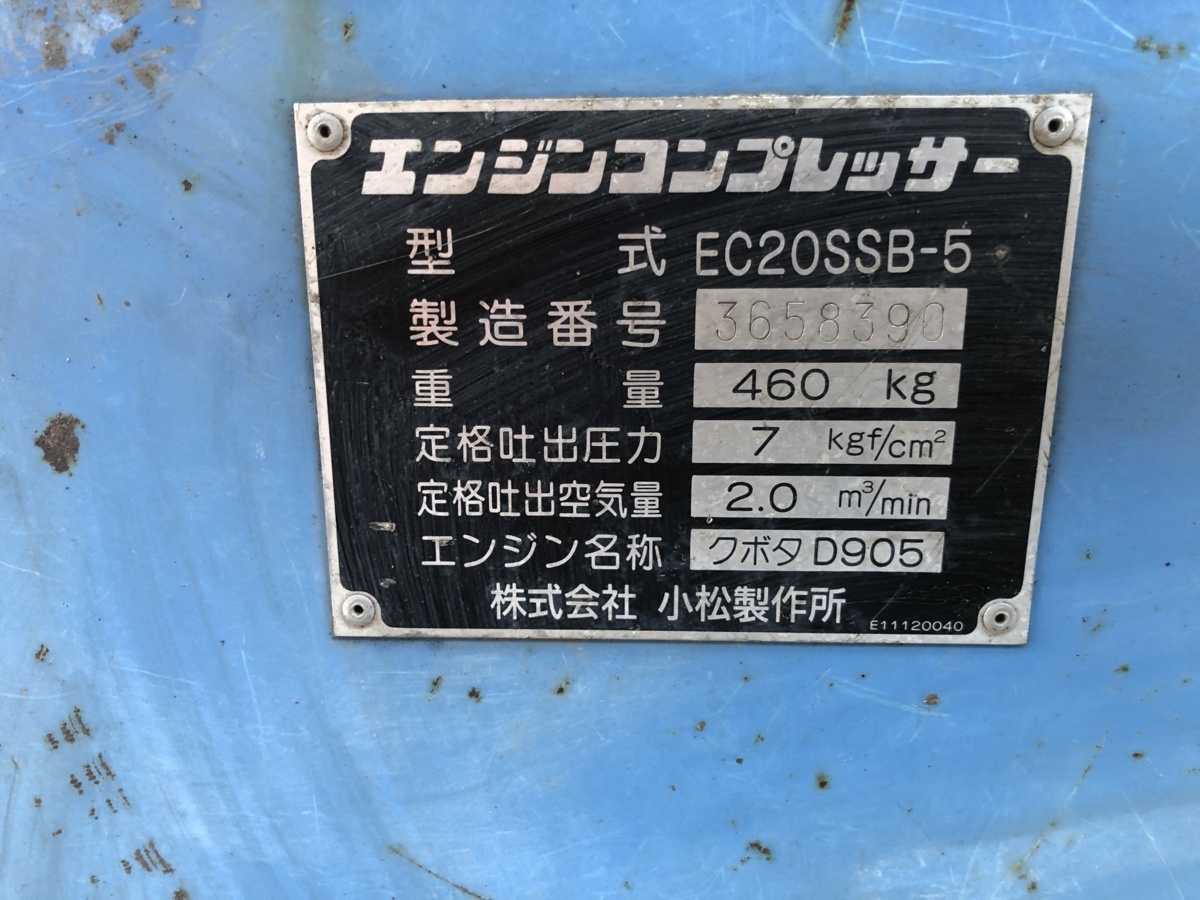 エンジンコンプレッサー
型式 EC20SSB-5
製造番号 3658390
重量 460 kg
定格吐出圧力 7 kgf/cm²
定格吐出空気量 2.0 m³/min
エンジン名称 クボタD905
株式会社 小松製作所
E11120040